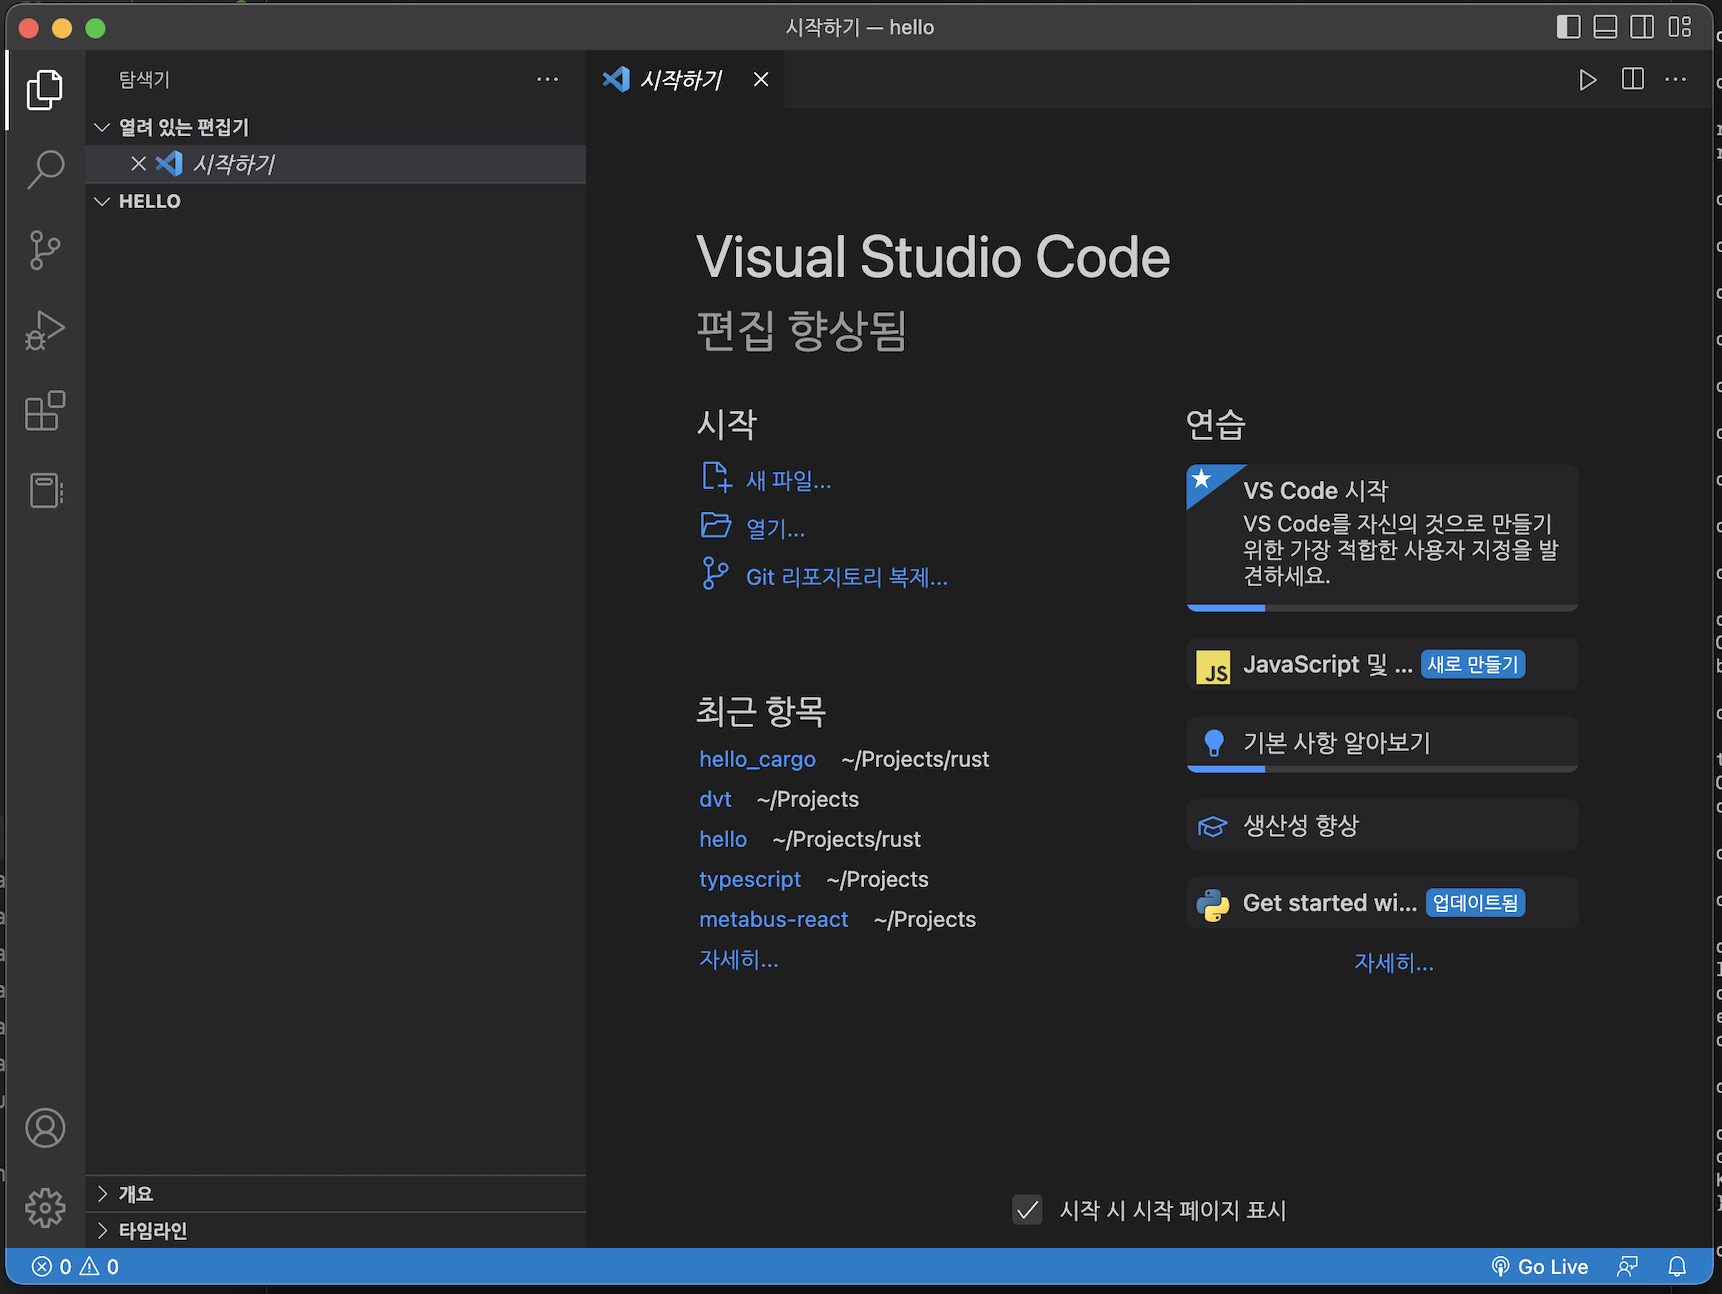 시작하기 — hello
탐색기
열려 있는 편집기
시작하기
HELLO
개요
타임라인
시작하기
Visual Studio Code
편집 향상됨
시작
새 파일...
열기...
Git 리포지토리 복제...
최근 항목
hello_cargo ~/Projects/rust
dvt ~/Projects
hello ~/Projects/rust
typescript ~/Projects
metabus-react ~/Projects
자세히...
연습
VS Code 시작
VS Code를 자신의 것으로 만들기
위한 가장 적합한 사용자 지정을 발
견하세요.
JS JavaScript 및 ... 새로 만들기
기본 사항 알아보기
생산성 향상
Get started wi... 업데이트됨
자세히...
시작 시 시작 페이지 표시
0 0
Go Live